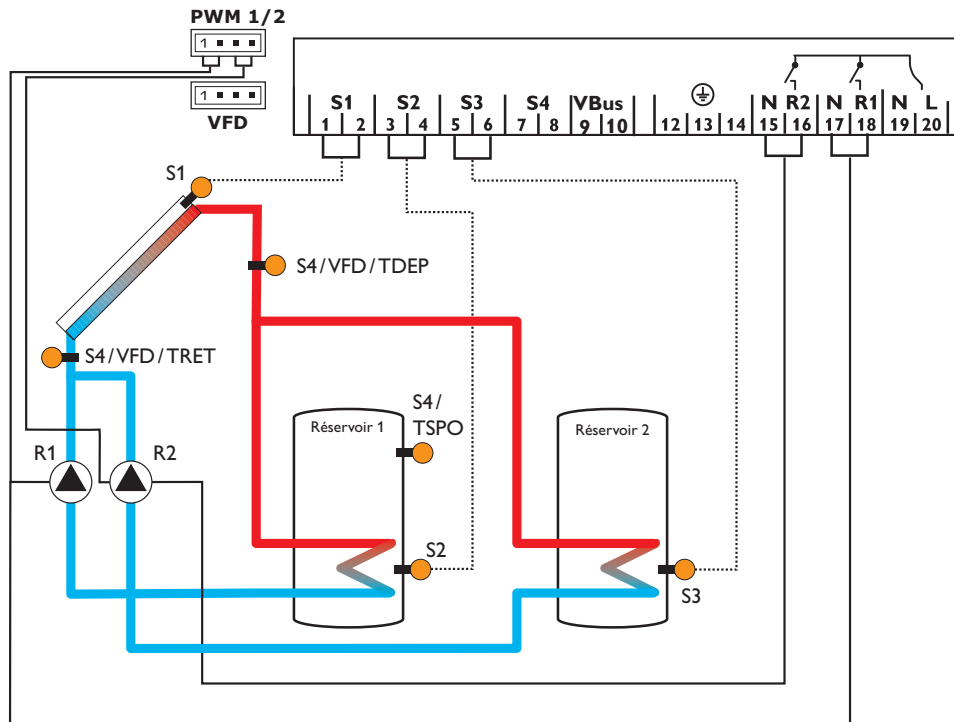 PWM 1/2
1
1
VFD
S1 S2 S3 S4 VBus N R2 N R1 N L
1 2 3 4 5 6 7 8 9 10 12 13 14 15 16 17 18 19 20
S1
S4/VFD/TDEP
S4/VFD/TRET
S4/
TSPO
Réservoir 1
Réservoir 2
R1
R2
S2
S3